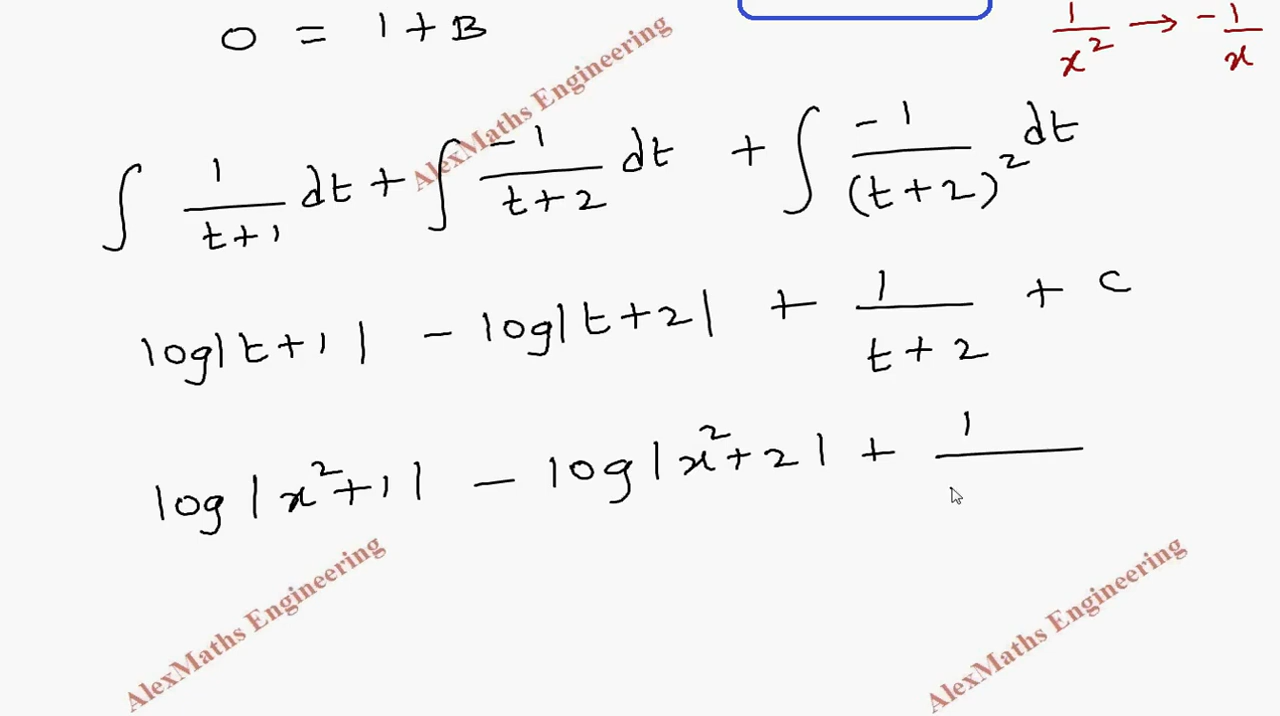 0 = 1 + B
1/x² → -1/x
∫ 1/(t+1) dt + ∫ -1/(t+2) dt + ∫ -1/(t+2)² dt
log|t+1| - log|t+2| + 1/(t+2) + c
log|x²+1| - log|x²+2| + 1/
AlexMaths Engineering
AlexMaths Engineering
AlexMaths Engineering